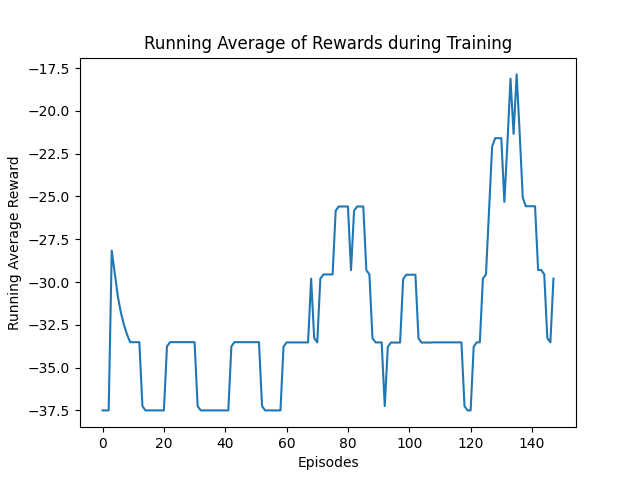 Running Average of Rewards during Training
Running Average Reward
−17.5
−20.0
−22.5
−25.0
−27.5
−30.0
−32.5
−35.0
−37.5
0 20 40 60 80 100 120 140
Episodes